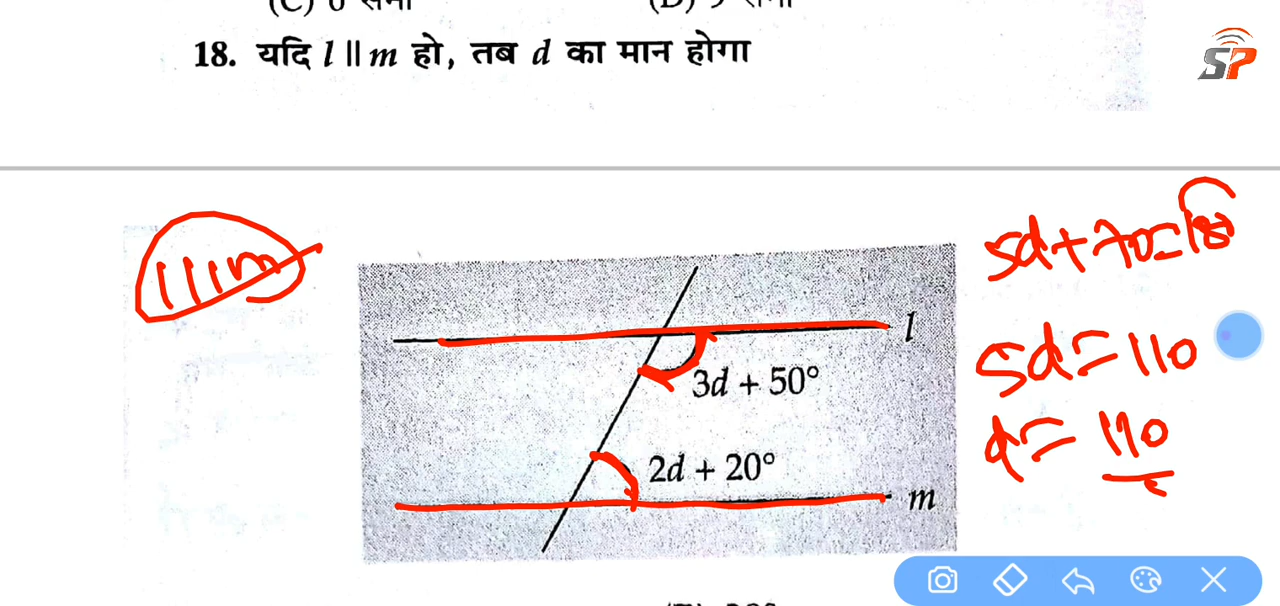 18. यदि l || m हो, तब d का मान होगा
SP
l || m
5d + 70 = 180
l
3d + 50°
5d = 110
2d + 20°
d = 110
m